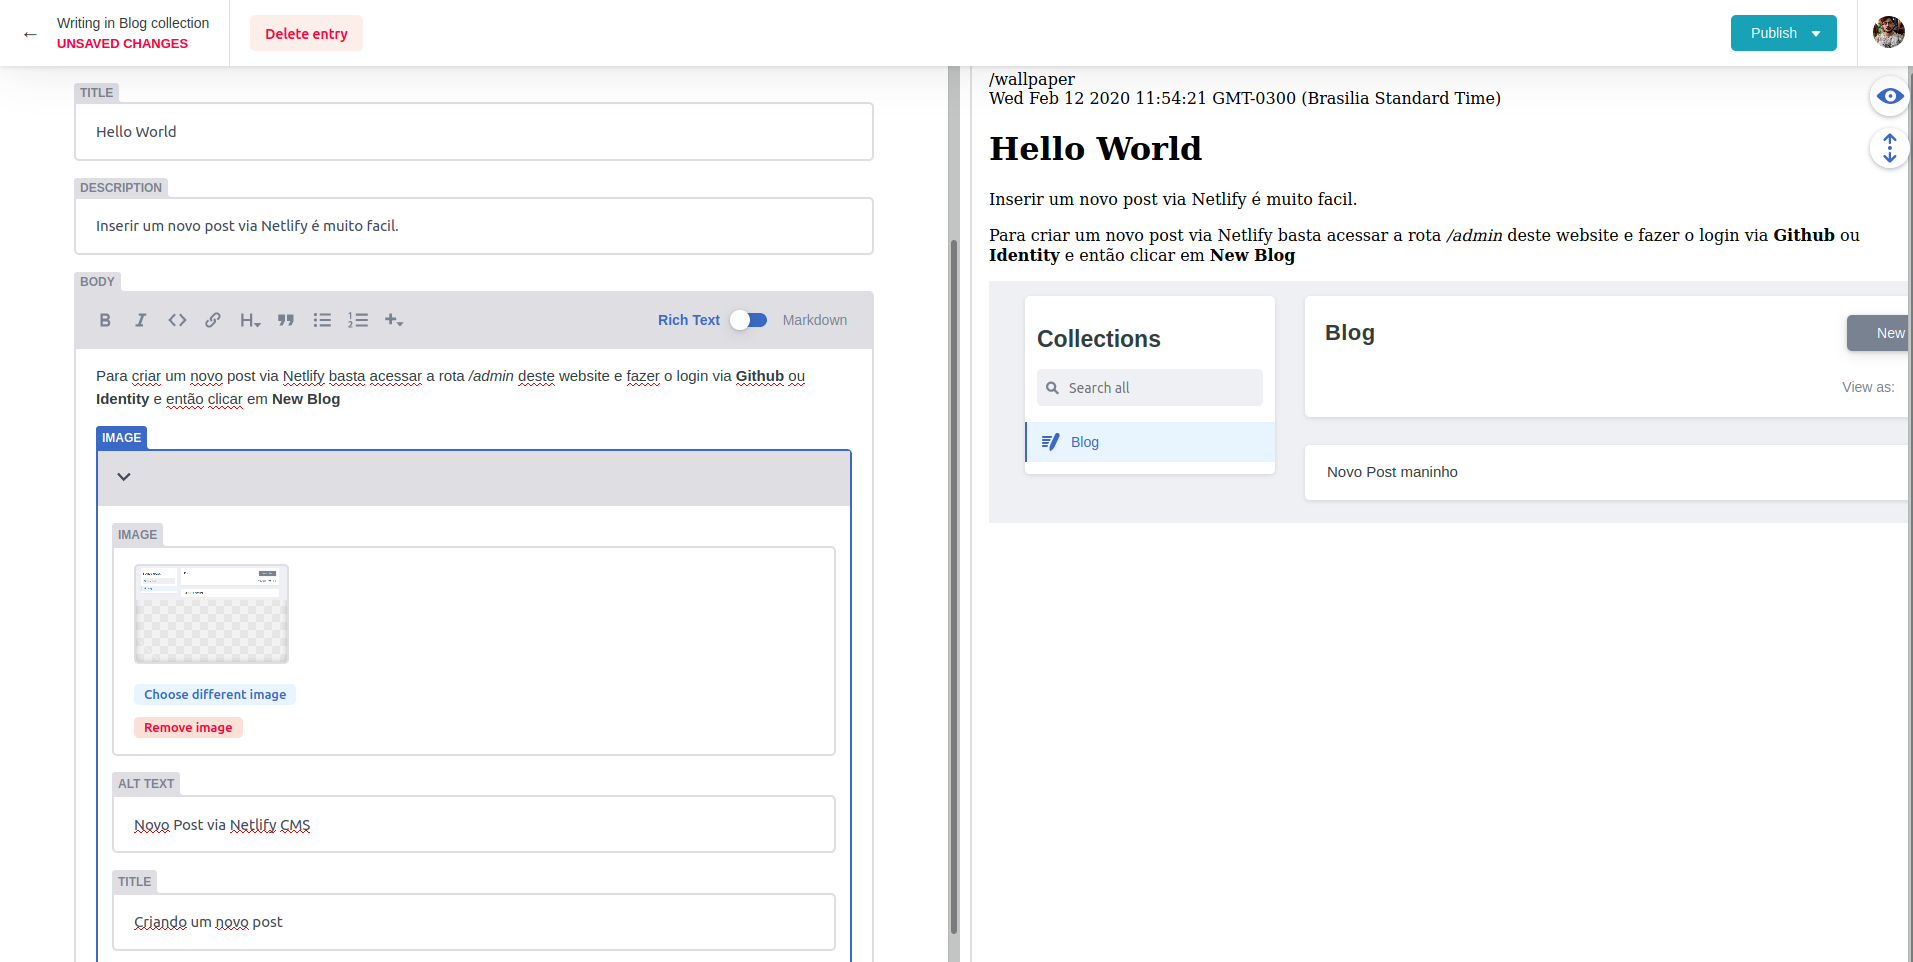 Writing in Blog collection
UNSAVED CHANGES
Delete entry
Publish
TITLE
Hello World
DESCRIPTION
Inserir um novo post via Netlify é muito facil.
BODY
Rich Text
Markdown
Para criar um novo post via Netlify basta acessar a rota /admin deste website e fazer o login via Github ou
Identity e então clicar em New Blog
IMAGE
IMAGE
Choose different image
Remove image
ALT TEXT
Novo Post via Netlify CMS
TITLE
Criando um novo post
/wallpaper
Wed Feb 12 2020 11:54:21 GMT-0300 (Brasilia Standard Time)
Hello World
Inserir um novo post via Netlify é muito facil.
Para criar um novo post via Netlify basta acessar a rota /admin deste website e fazer o login via Github ou
Identity e então clicar em New Blog
Collections
Search all
Blog
Blog
New
View as:
Novo Post maninho